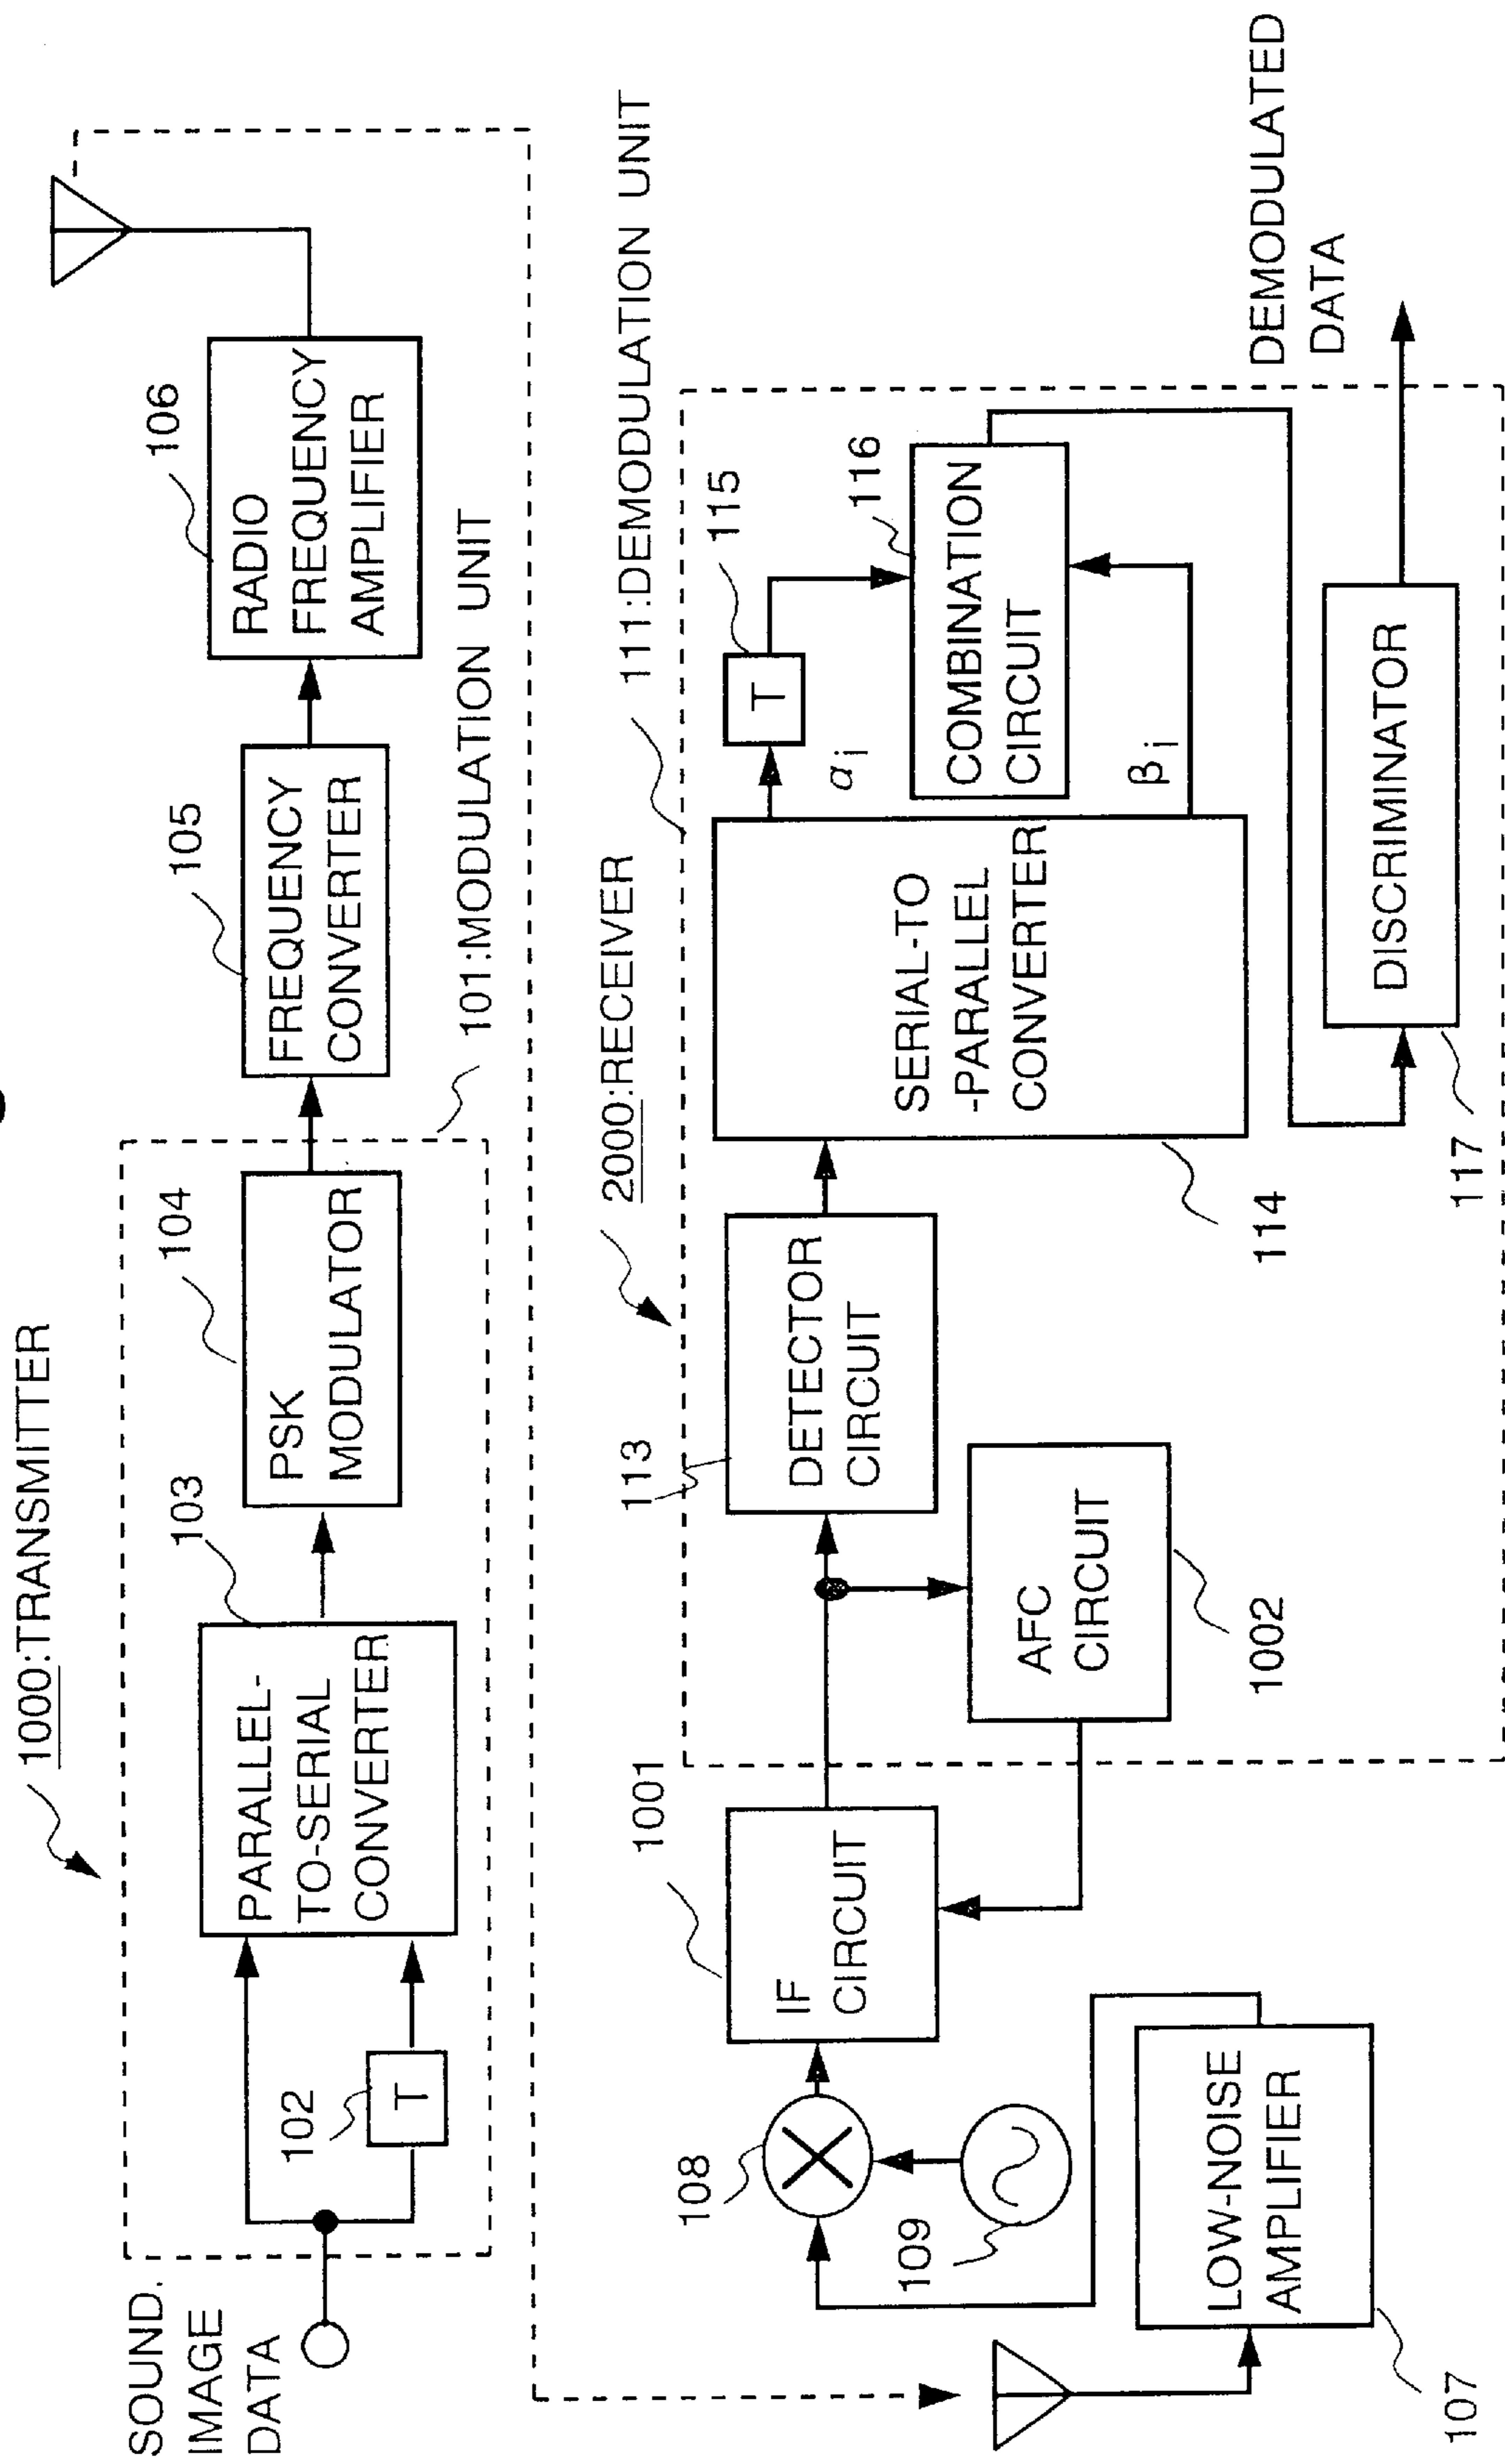 1000:TRANSMITTER
SOUND.
IMAGE
DATA
102
T
103
PARALLEL-
TO-SERIAL
CONVERTER
104
PSK
MODULATOR
101:MODULATION UNIT
105
FREQUENCY
CONVERTER
106
RADIO
FREQUENCY
AMPLIFIER
2000:RECEIVER
111:DEMODULATION UNIT
107
LOW-NOISE
AMPLIFIER
108
109
1001
IF
CIRCUIT
1002
AFC
CIRCUIT
113
DETECTOR
CIRCUIT
114
SERIAL-TO
-PARALLEL
CONVERTER
αi
βi
115
T
116
COMBINATION
CIRCUIT
117
DISCRIMINATOR
DEMODULATED
DATA